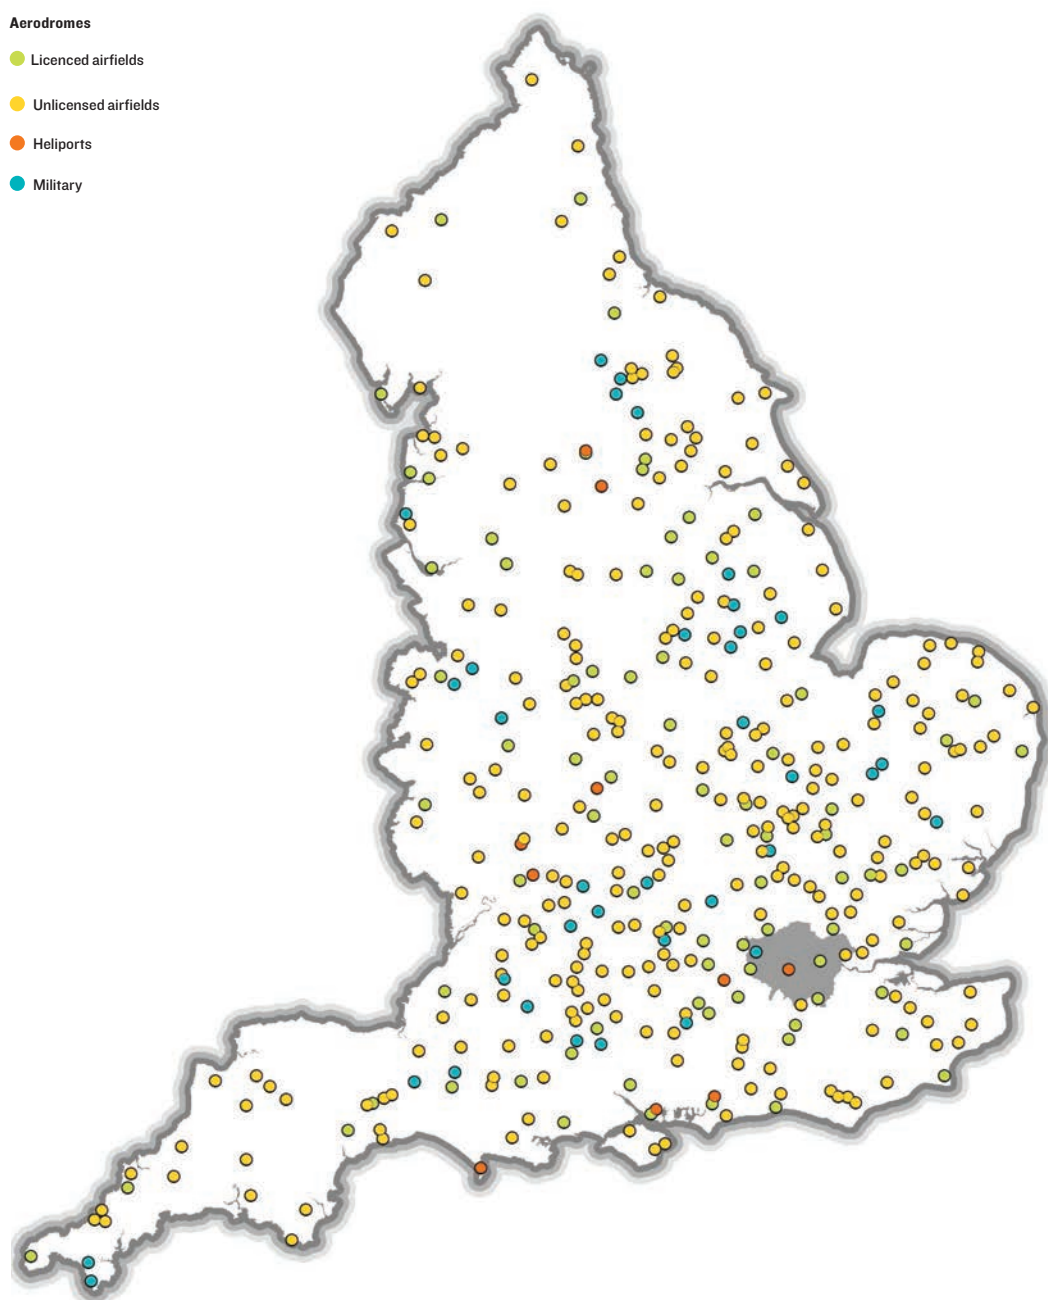 Aerodromes
Licenced airfields
Unlicensed airfields
Heliports
Military